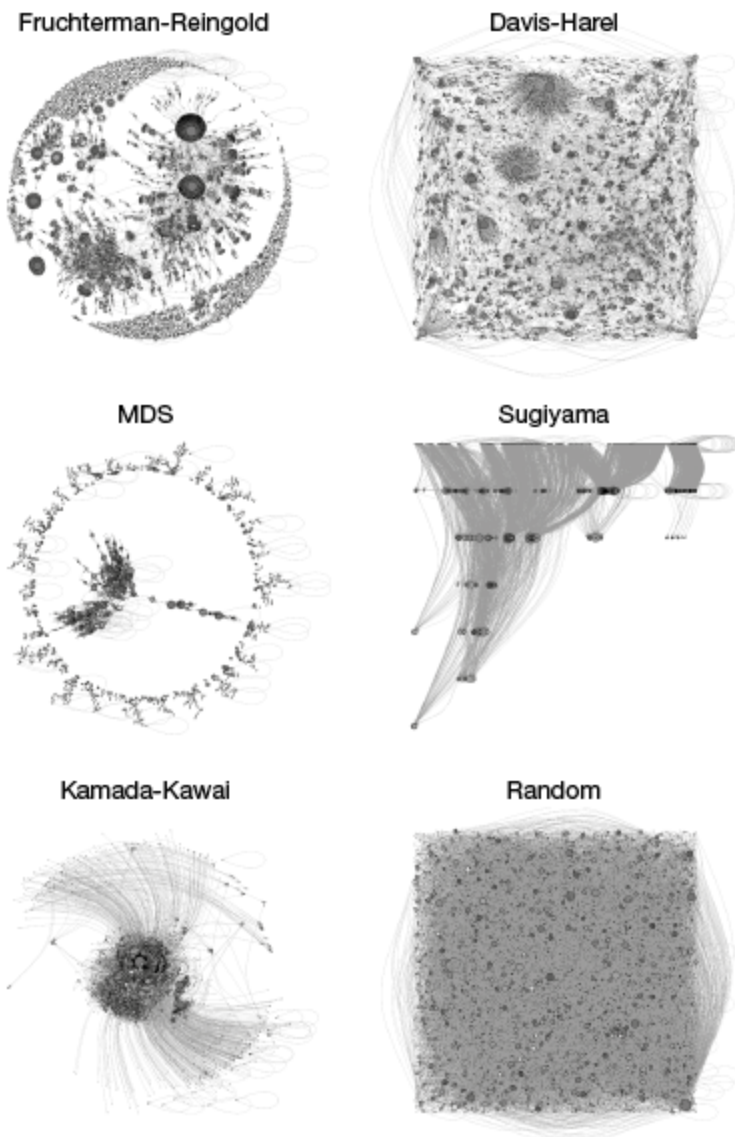 Fruchterman-Reingold
Davis-Harel
MDS
Sugiyama
Kamada-Kawai
Random